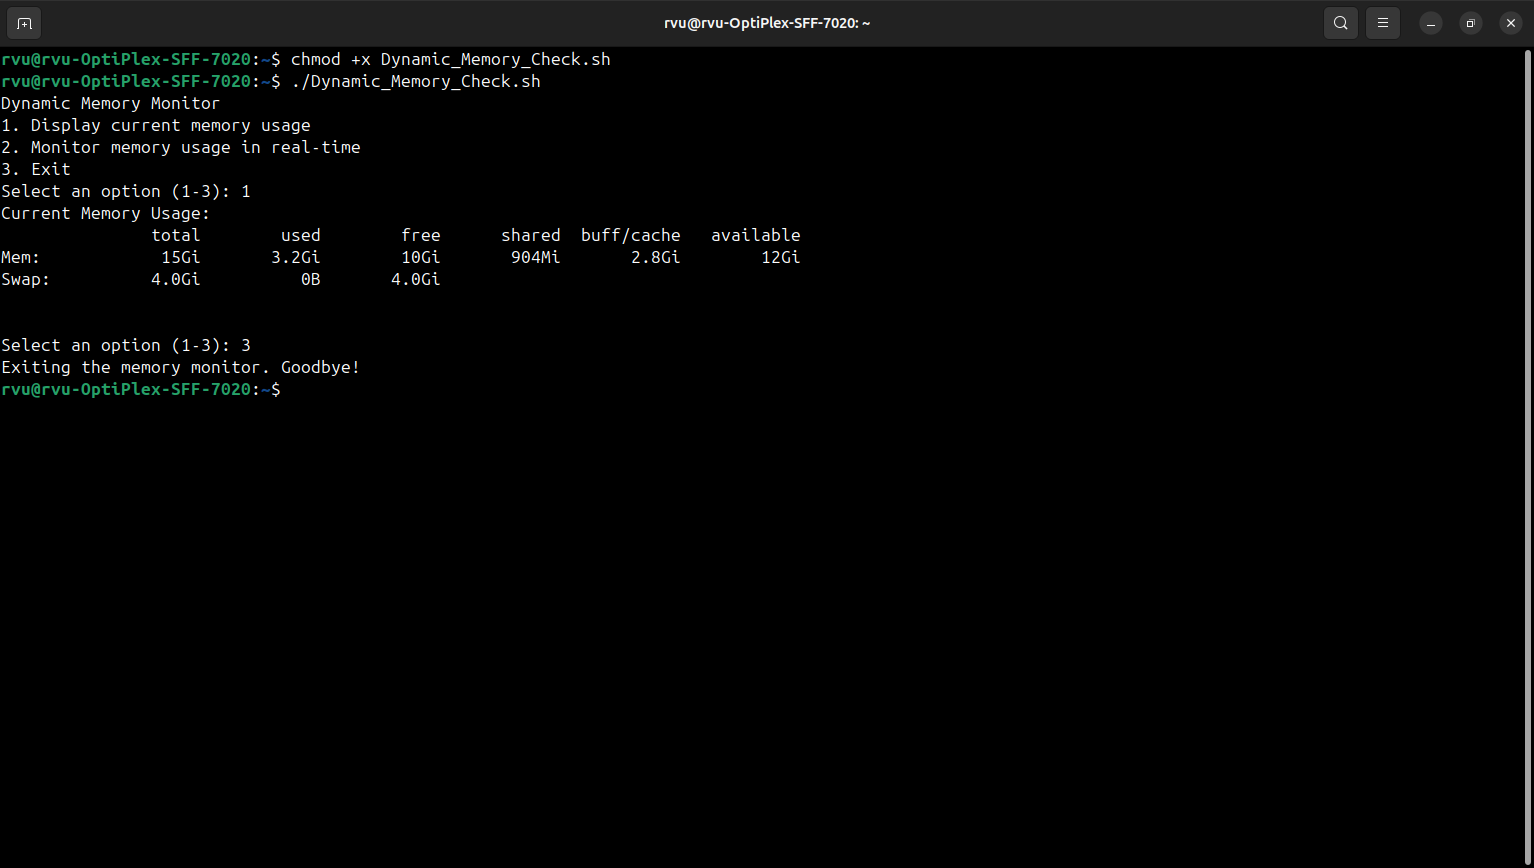 rvu@rvu-OptiPlex-SFF-7020: ~
rvu@rvu-OptiPlex-SFF-7020:~$ chmod +x Dynamic_Memory_Check.sh
rvu@rvu-OptiPlex-SFF-7020:~$ ./Dynamic_Memory_Check.sh
Dynamic Memory Monitor
1. Display current memory usage
2. Monitor memory usage in real-time
3. Exit
Select an option (1-3): 1
Current Memory Usage:
               total        used        free      shared  buff/cache   available
Mem:            15Gi       3.2Gi        10Gi       904Mi       2.8Gi        12Gi
Swap:          4.0Gi          0B       4.0Gi
Select an option (1-3): 3
Exiting the memory monitor. Goodbye!
rvu@rvu-OptiPlex-SFF-7020:~$